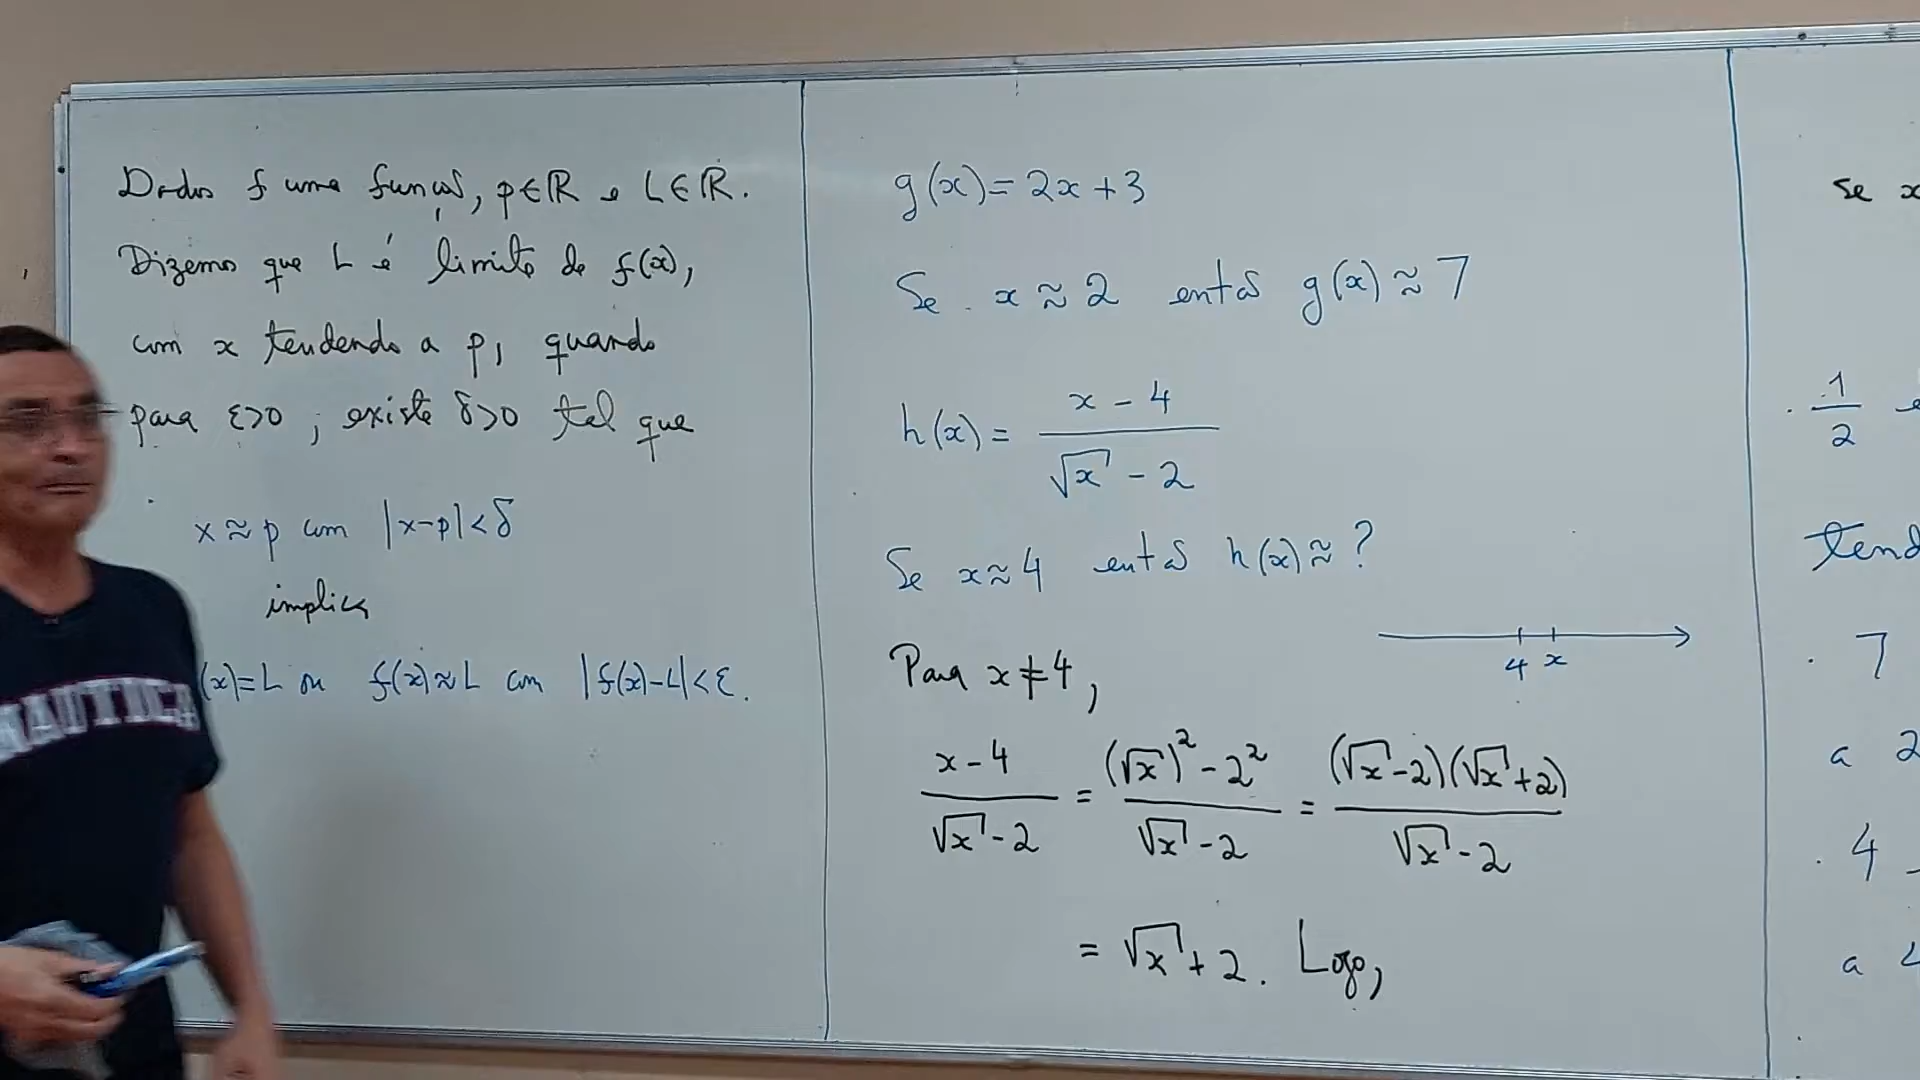 Dados f uma função, p∈ℝ e L∈ℝ.
Dizemos que L é limite de f(x),
com x tendendo a p, quando
para ε>0, existe δ>0 tal que
x≈p com |x-p|<δ
implica
(x)=L ou f(x)≈L com |f(x)-L|<ε.
NAUTICA
g(x)=2x+3
Se x≈2 então g(x)≈7
h(x)= (x-4)/(√x-2)
Se x≈4 então h(x)≈?
4 x
Para x≠4,
(x-4)/(√x-2) = ((√x)²-2²)/(√x-2) = ((√x-2)(√x+2))/(√x-2)
= √x+2. Logo,
Se x
. 1/2 e
tend
. 7
a 2
. 4
a 4